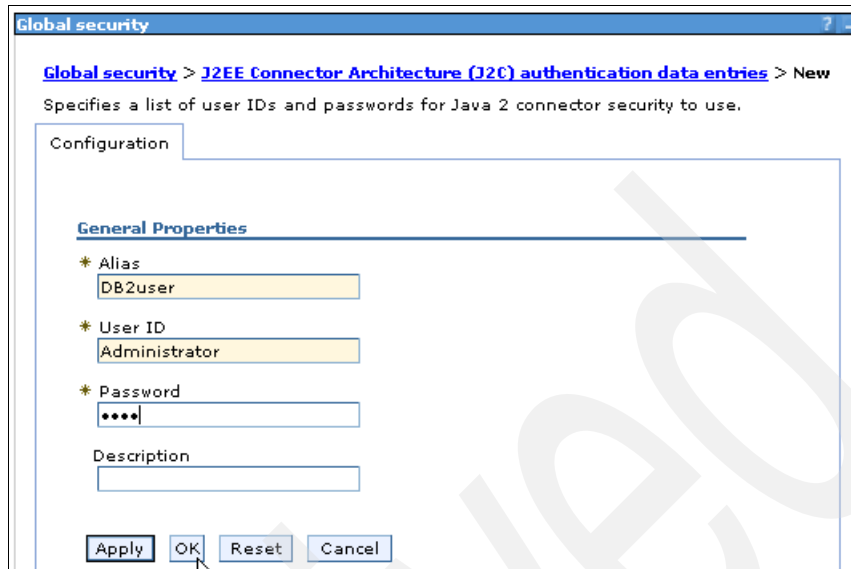 Global security ? -
Global security > J2EE Connector Architecture (J2C) authentication data entries > New
Specifies a list of user IDs and passwords for Java 2 connector security to use.
Configuration
General Properties
* Alias
DB2user
* User ID
Administrator
* Password
••••
Description
Apply OK Reset Cancel